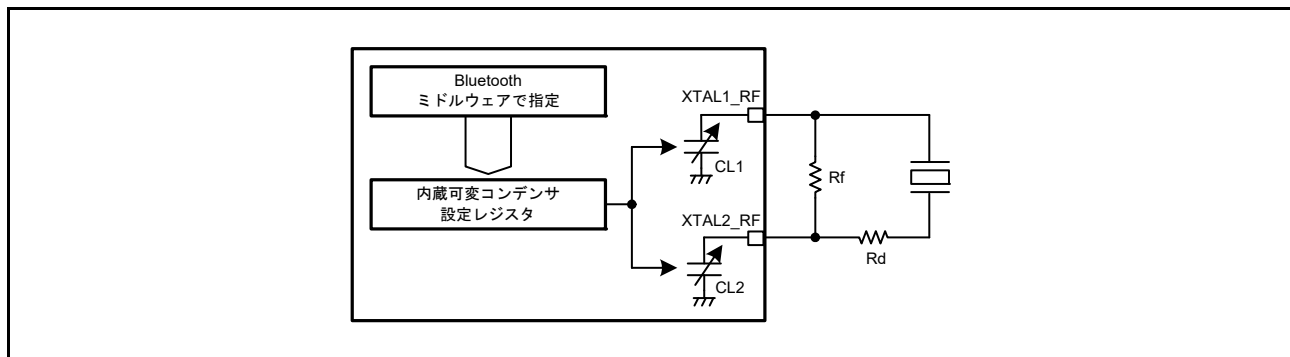 Bluetooth
ミドルウェアで指定
XTAL1_RF
CL1
内蔵可変コンデンサ
設定レジスタ
Rf
XTAL2_RF
Rd
CL2